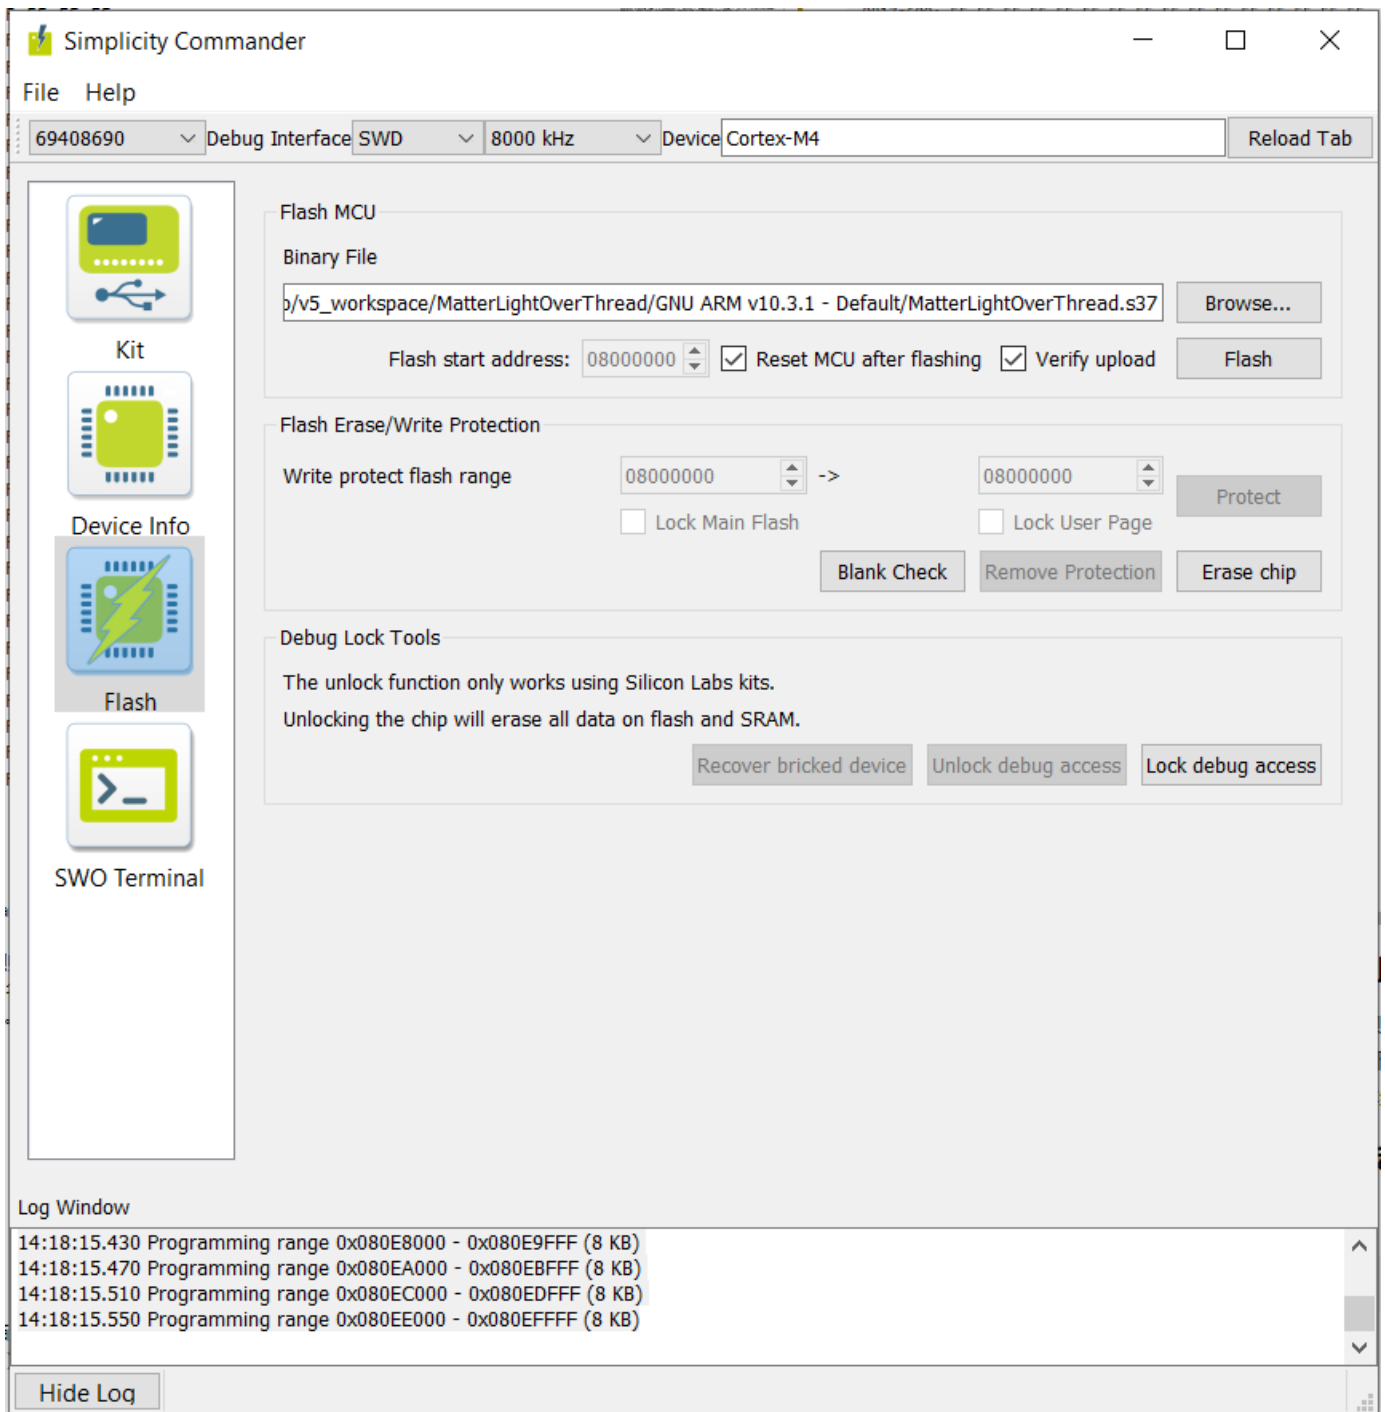 Simplicity Commander
File Help
69408690 Debug Interface SWD 8000 kHz Device Cortex-M4 Reload Tab
Kit
Device Info
Flash
SWO Terminal
Flash MCU
Binary File
/v5_workspace/MatterLightOverThread/GNU ARM v10.3.1 - Default/MatterLightOverThread.s37 Browse...
Flash start address: 08000000 Reset MCU after flashing Verify upload Flash
Flash Erase/Write Protection
Write protect flash range 08000000 -> 08000000 Protect
Lock Main Flash Lock User Page
Blank Check Remove Protection Erase chip
Debug Lock Tools
The unlock function only works using Silicon Labs kits.
Unlocking the chip will erase all data on flash and SRAM.
Recover bricked device Unlock debug access Lock debug access
Log Window
14:18:15.430 Programming range 0x080E8000 - 0x080E9FFF (8 KB)
14:18:15.470 Programming range 0x080EA000 - 0x080EBFFF (8 KB)
14:18:15.510 Programming range 0x080EC000 - 0x080EDFFF (8 KB)
14:18:15.550 Programming range 0x080EE000 - 0x080EFFFF (8 KB)
Hide Log